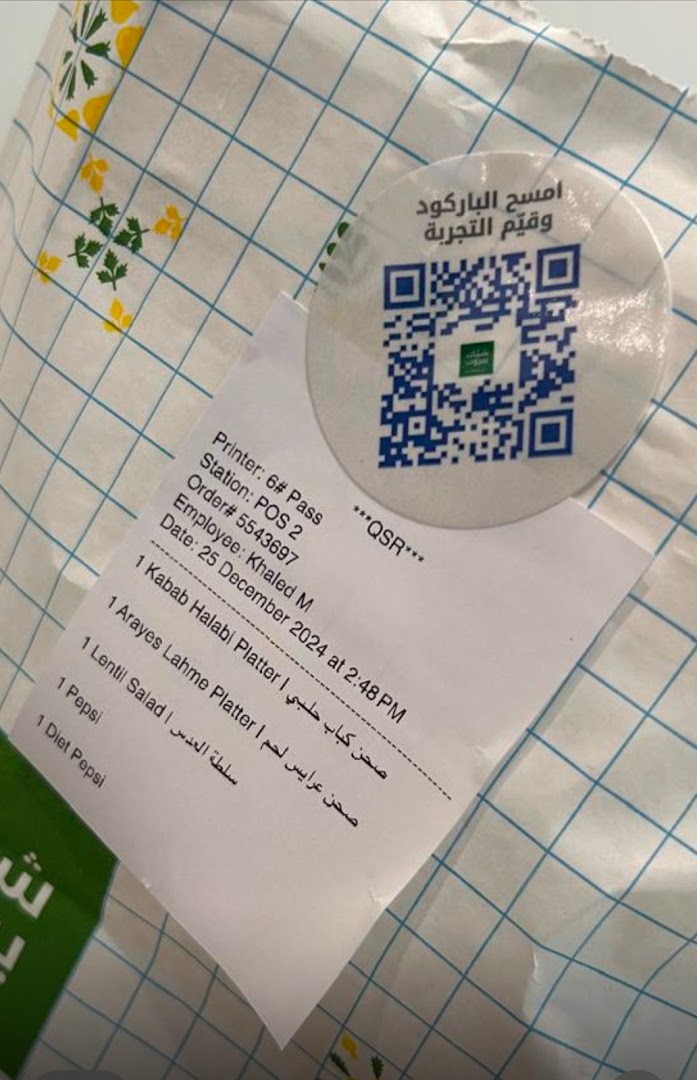 امسح الباركود
وقيّم التجربة
شيك
بيروت
***QSR***
Printer: 6# Pass
Station: POS 2
Order# 5543697
Employee: Khaled M
Date: 25 December 2024 at 2:48 PM
1 Kabab Halabi Platter | صحن كباب حلبي
1 Arayes Lahme Platter | صحن عرايس لحم
1 Lentil Salad | سلطة العدس
1 Pepsi
1 Diet Pepsi